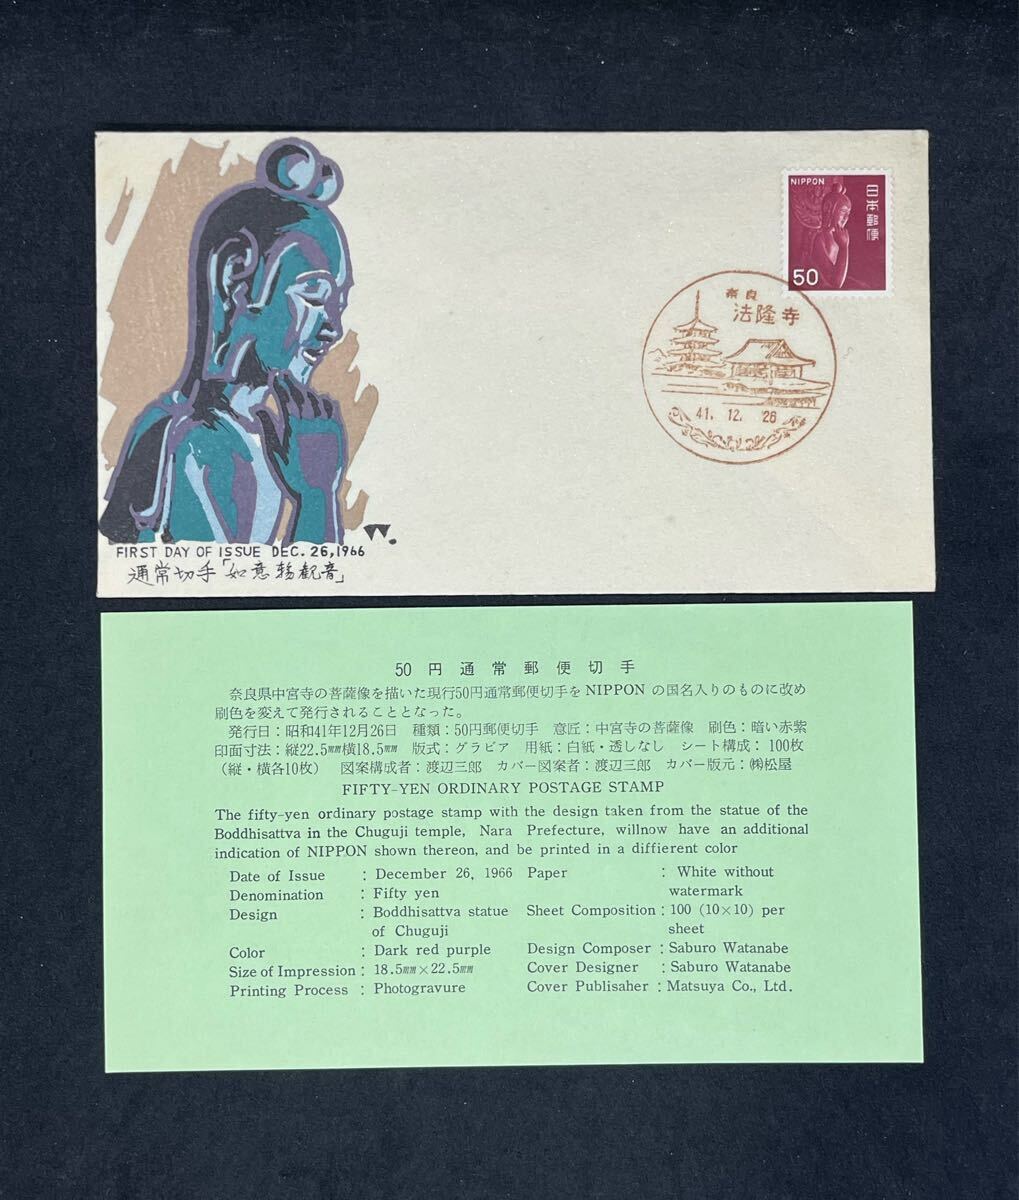 NIPPON
日本郵便
50
奈良
法隆寺
41. 12. 26
W.
FIRST DAY OF ISSUE DEC. 26, 1966
通常切手「如意輪観音」
50円通常郵便切手
奈良県中宮寺の菩薩像を描いた現行50円通常郵便切手をNIPPONの国名入りのものに改め
刷色を変えて発行されることとなった。
発行日:昭和41年12月26日 種類:50円郵便切手 意匠:中宮寺の菩薩像 刷色:暗い赤紫
印面寸法:縦22.5㎜横18.5㎜ 版式:グラビア 用紙:白紙・透しなし シート構成:100枚
(縦・横各10枚) 図案構成者:渡辺三郎 カバー図案者:渡辺三郎 カバー版元:㈱松屋
FIFTY-YEN ORDINARY POSTAGE STAMP
The fifty-yen ordinary postage stamp with the design taken from the statue of the
Boddhisattva in the Chuguji temple, Nara Prefecture, willnow have an additional
indication of NIPPON shown thereon, and be printed in a diffierent color
Date of Issue : December 26, 1966 Paper : White without
watermark
Denomination : Fifty yen
Design : Boddhisattva statue Sheet Composition : 100 (10×10) per
of Chuguji sheet
Color : Dark red purple Design Composer : Saburo Watanabe
Size of Impression : 18.5㎜×22.5㎜ Cover Designer : Saburo Watanabe
Printing Process : Photogravure Cover Publisaher : Matsuya Co., Ltd.